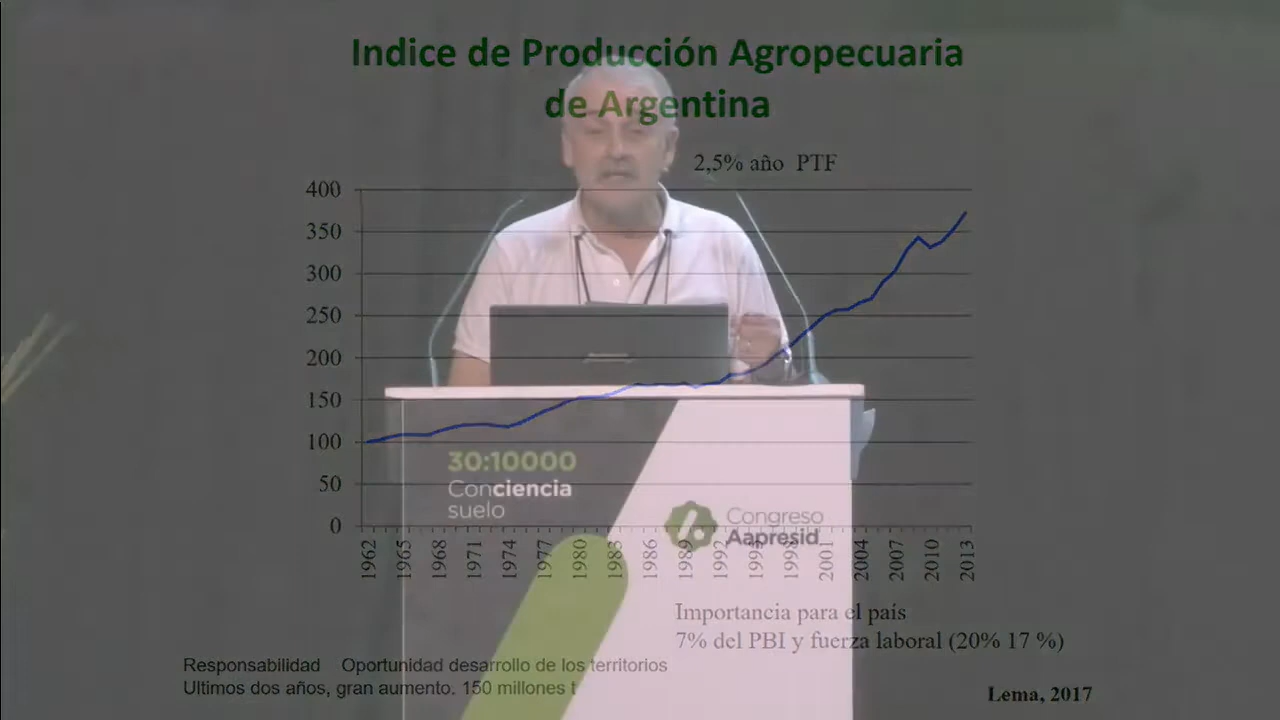 Indice de Producción Agropecuaria
de Argentina
2,5% año PTF
400
350
300
250
200
150
100
50
0
1962
1965
1968
1971
1974
1977
1980
1983
1986
1989
1992
1995
1998
2001
2004
2007
2010
2013
30:10000
Conciencia
suelo
Congreso
Aapresid
Importancia para el país
7% del PBI y fuerza laboral (20% 17 %)
Responsabilidad Oportunidad desarrollo de los territorios
Ultimos dos años, gran aumento. 150 millones t
Lema, 2017